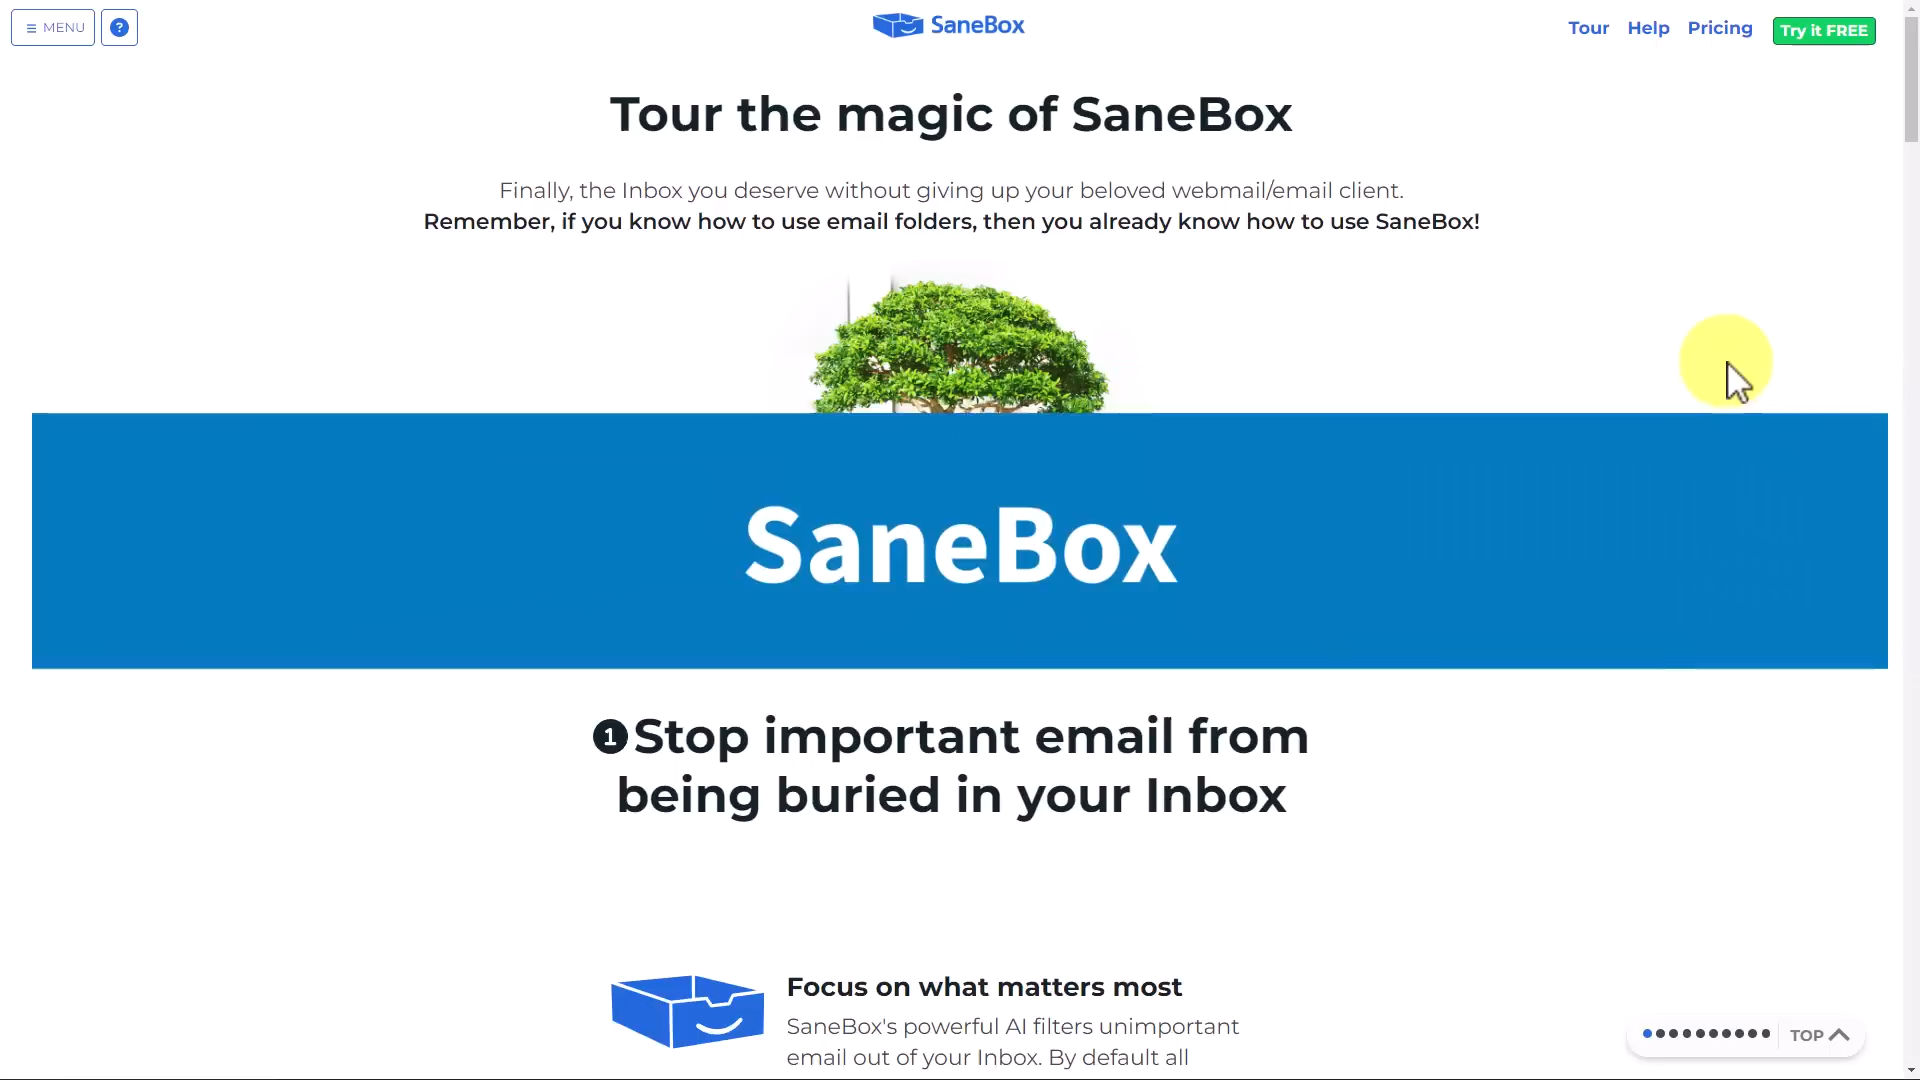 ☰ MENU
?
SaneBox
Tour
Help
Pricing
Try it FREE
Tour the magic of SaneBox
Finally, the Inbox you deserve without giving up your beloved webmail/email client.
Remember, if you know how to use email folders, then you already know how to use SaneBox!
SaneBox
❶Stop important email from
being buried in your Inbox
Focus on what matters most
SaneBox's powerful AI filters unimportant
email out of your Inbox. By default all
TOP